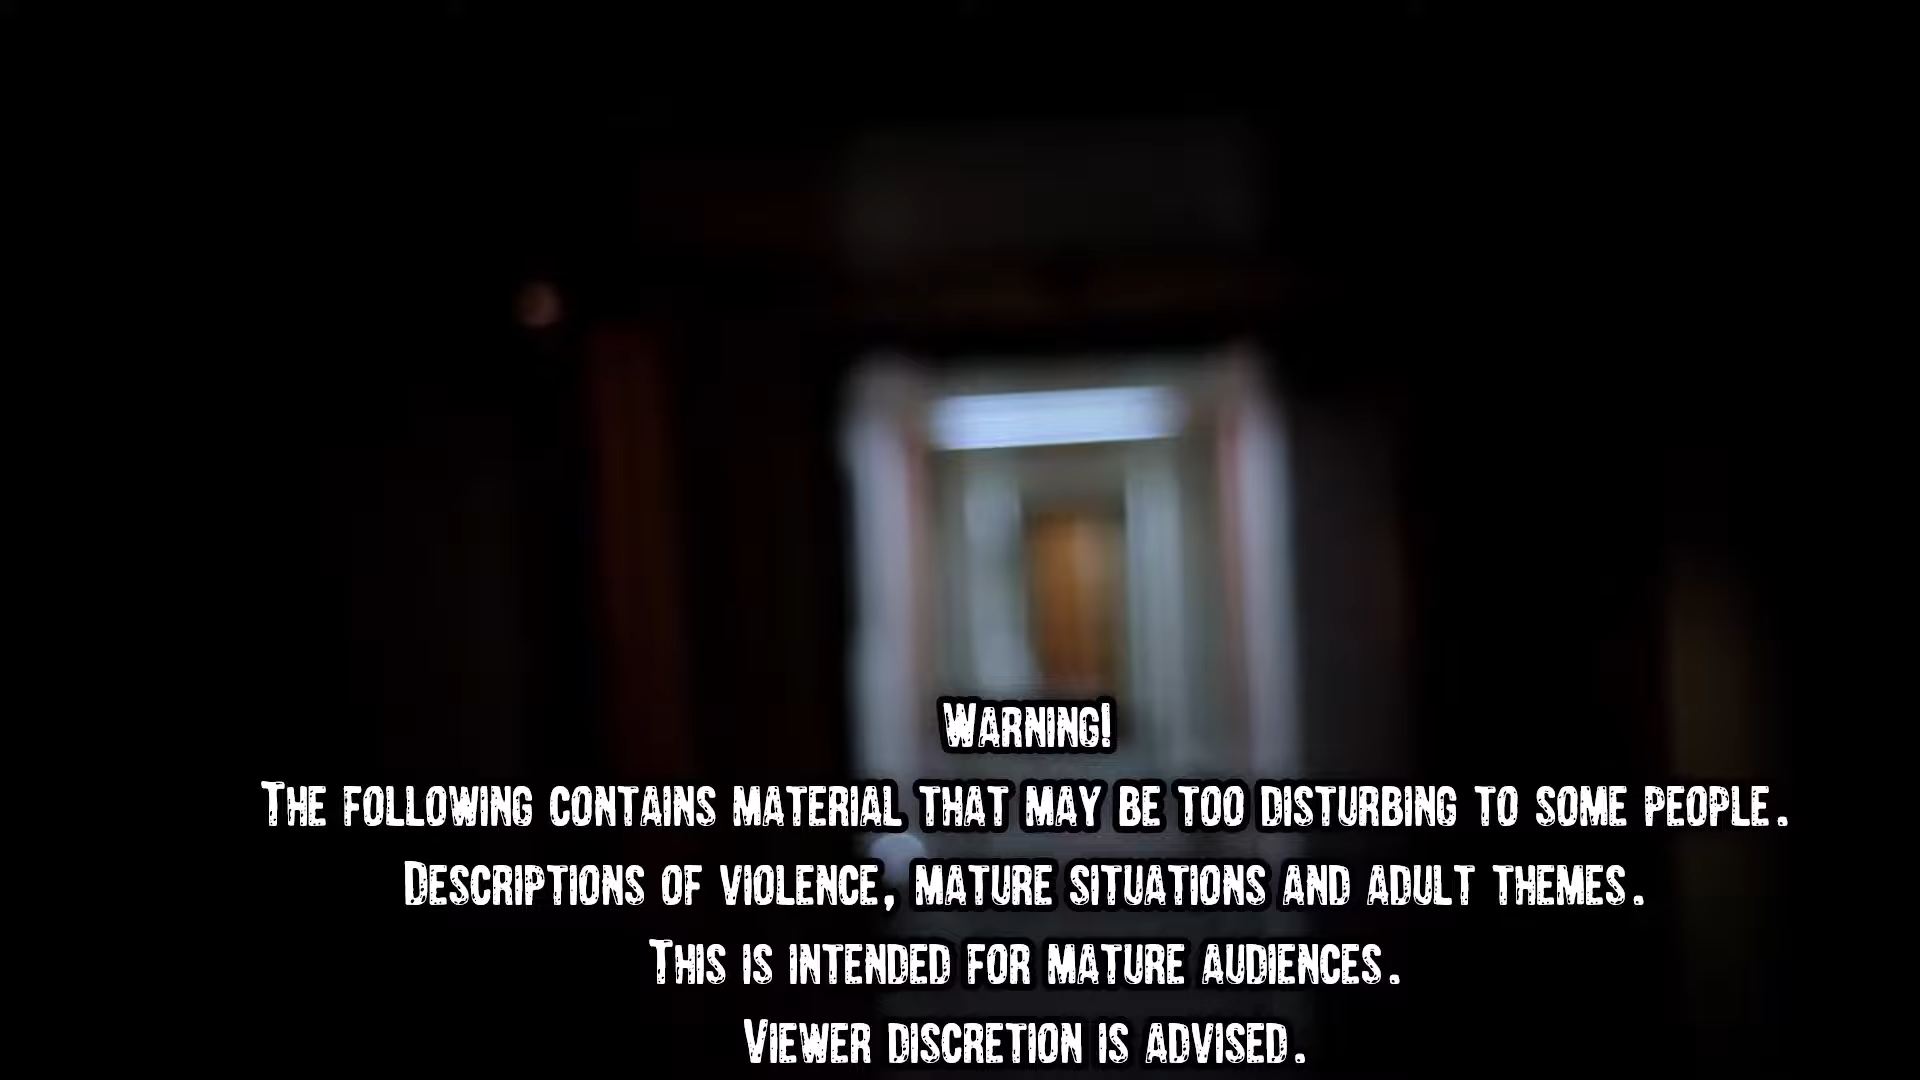 Warning!
The following contains material that may be too disturbing to some people.
Descriptions of violence, mature situations and adult themes.
This is intended for mature audiences.
Viewer discretion is advised.